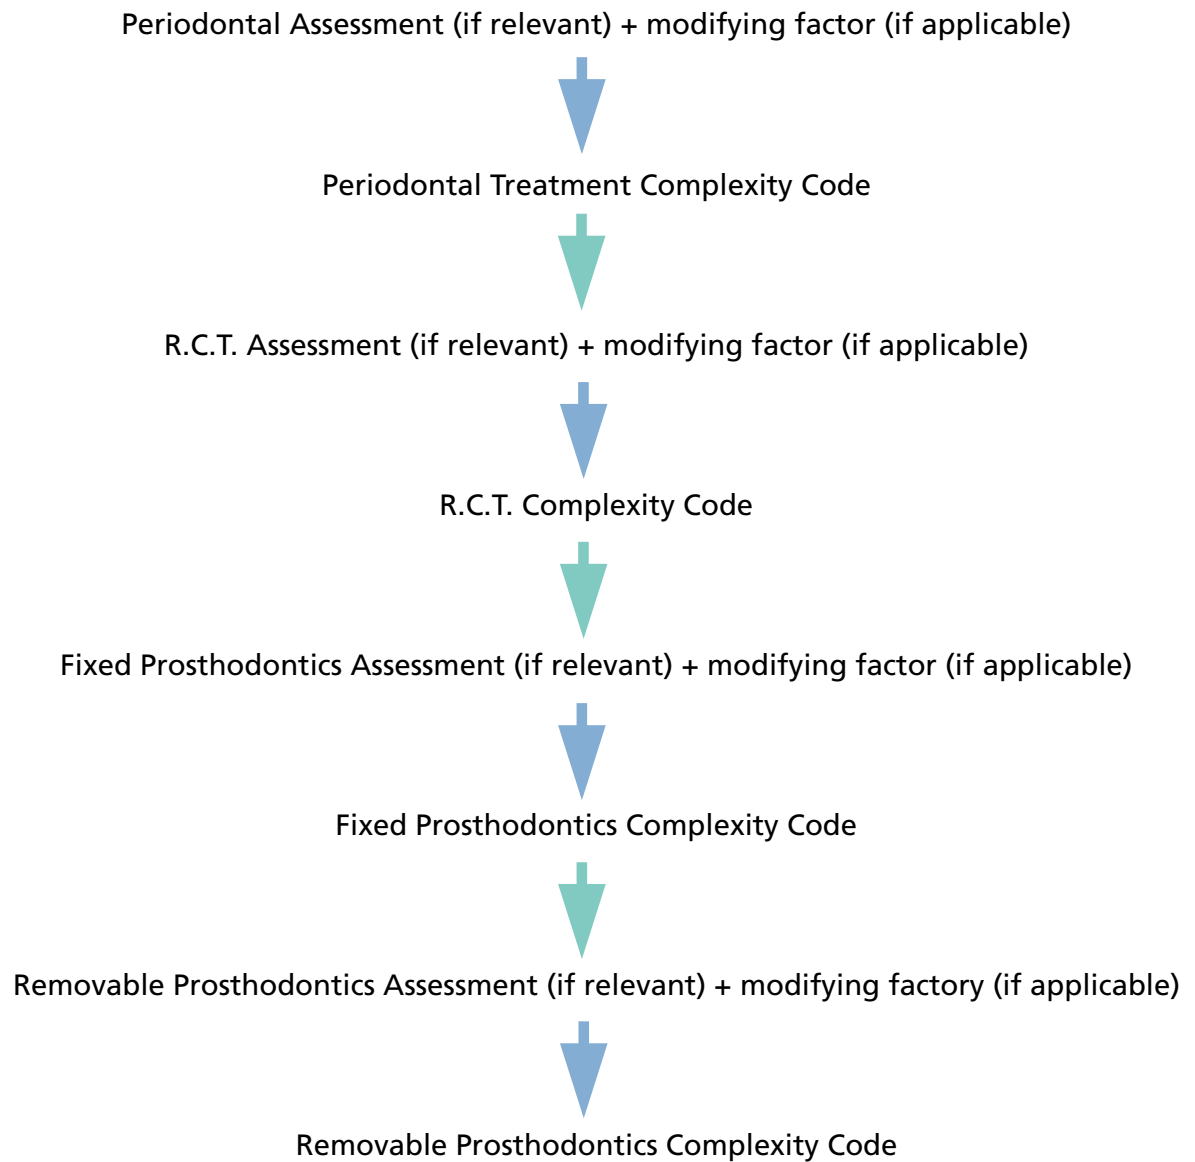 Periodontal Assessment (if relevant) + modifying factor (if applicable)
Periodontal Treatment Complexity Code
R.C.T. Assessment (if relevant) + modifying factor (if applicable)
R.C.T. Complexity Code
Fixed Prosthodontics Assessment (if relevant) + modifying factor (if applicable)
Fixed Prosthodontics Complexity Code
Removable Prosthodontics Assessment (if relevant) + modifying factory (if applicable)
Removable Prosthodontics Complexity Code